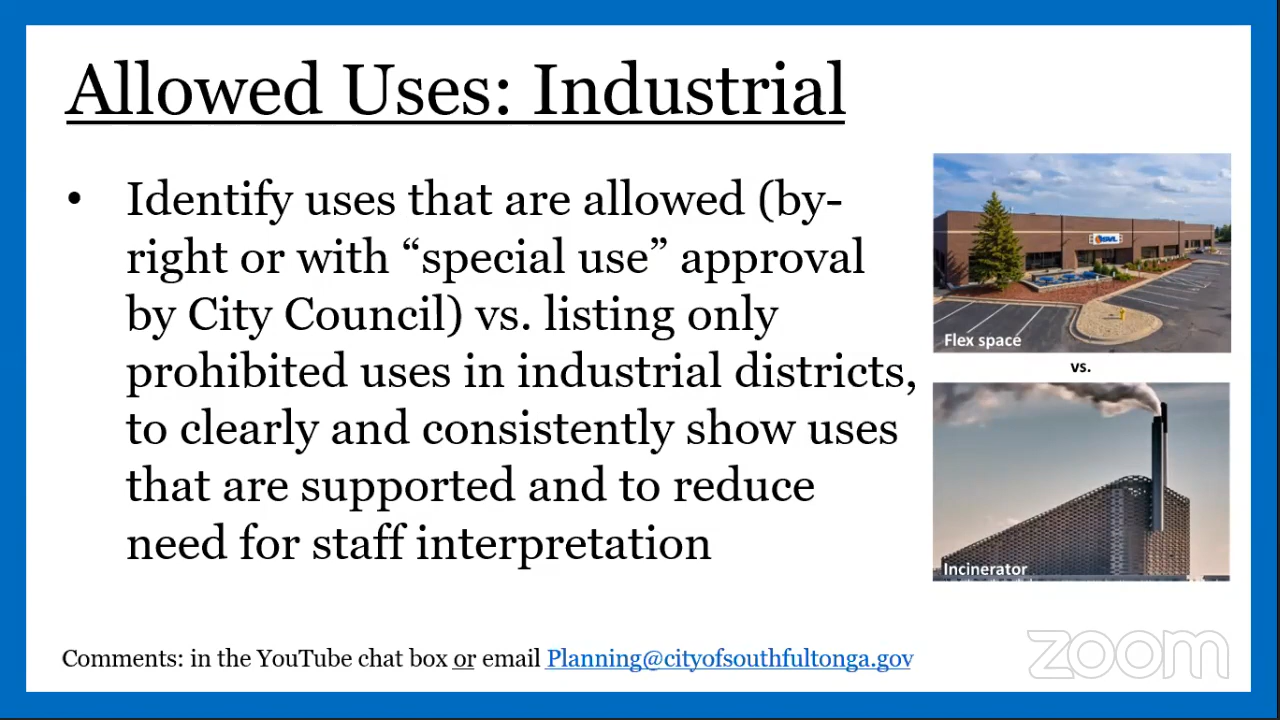 Allowed Uses: Industrial
• Identify uses that are allowed (by-
right or with “special use” approval
by City Council) vs. listing only
prohibited uses in industrial districts,
to clearly and consistently show uses
that are supported and to reduce
need for staff interpretation
Flex space
vs.
Incinerator
Comments: in the YouTube chat box or email Planning@cityofsouthfultonga.gov
zoom